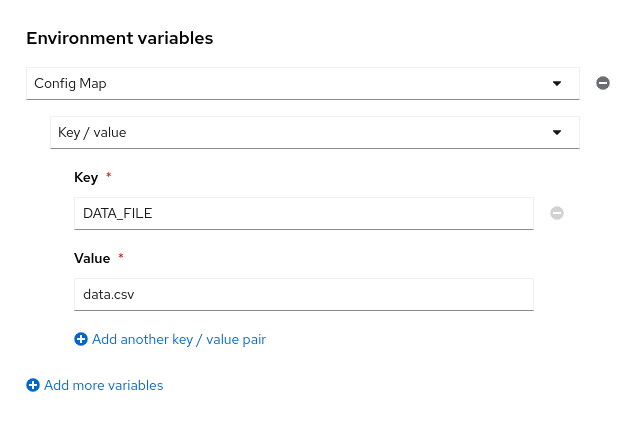 Environment variables
Config Map
Key / value
Key *
DATA_FILE
Value *
data.csv
Add another key / value pair
Add more variables